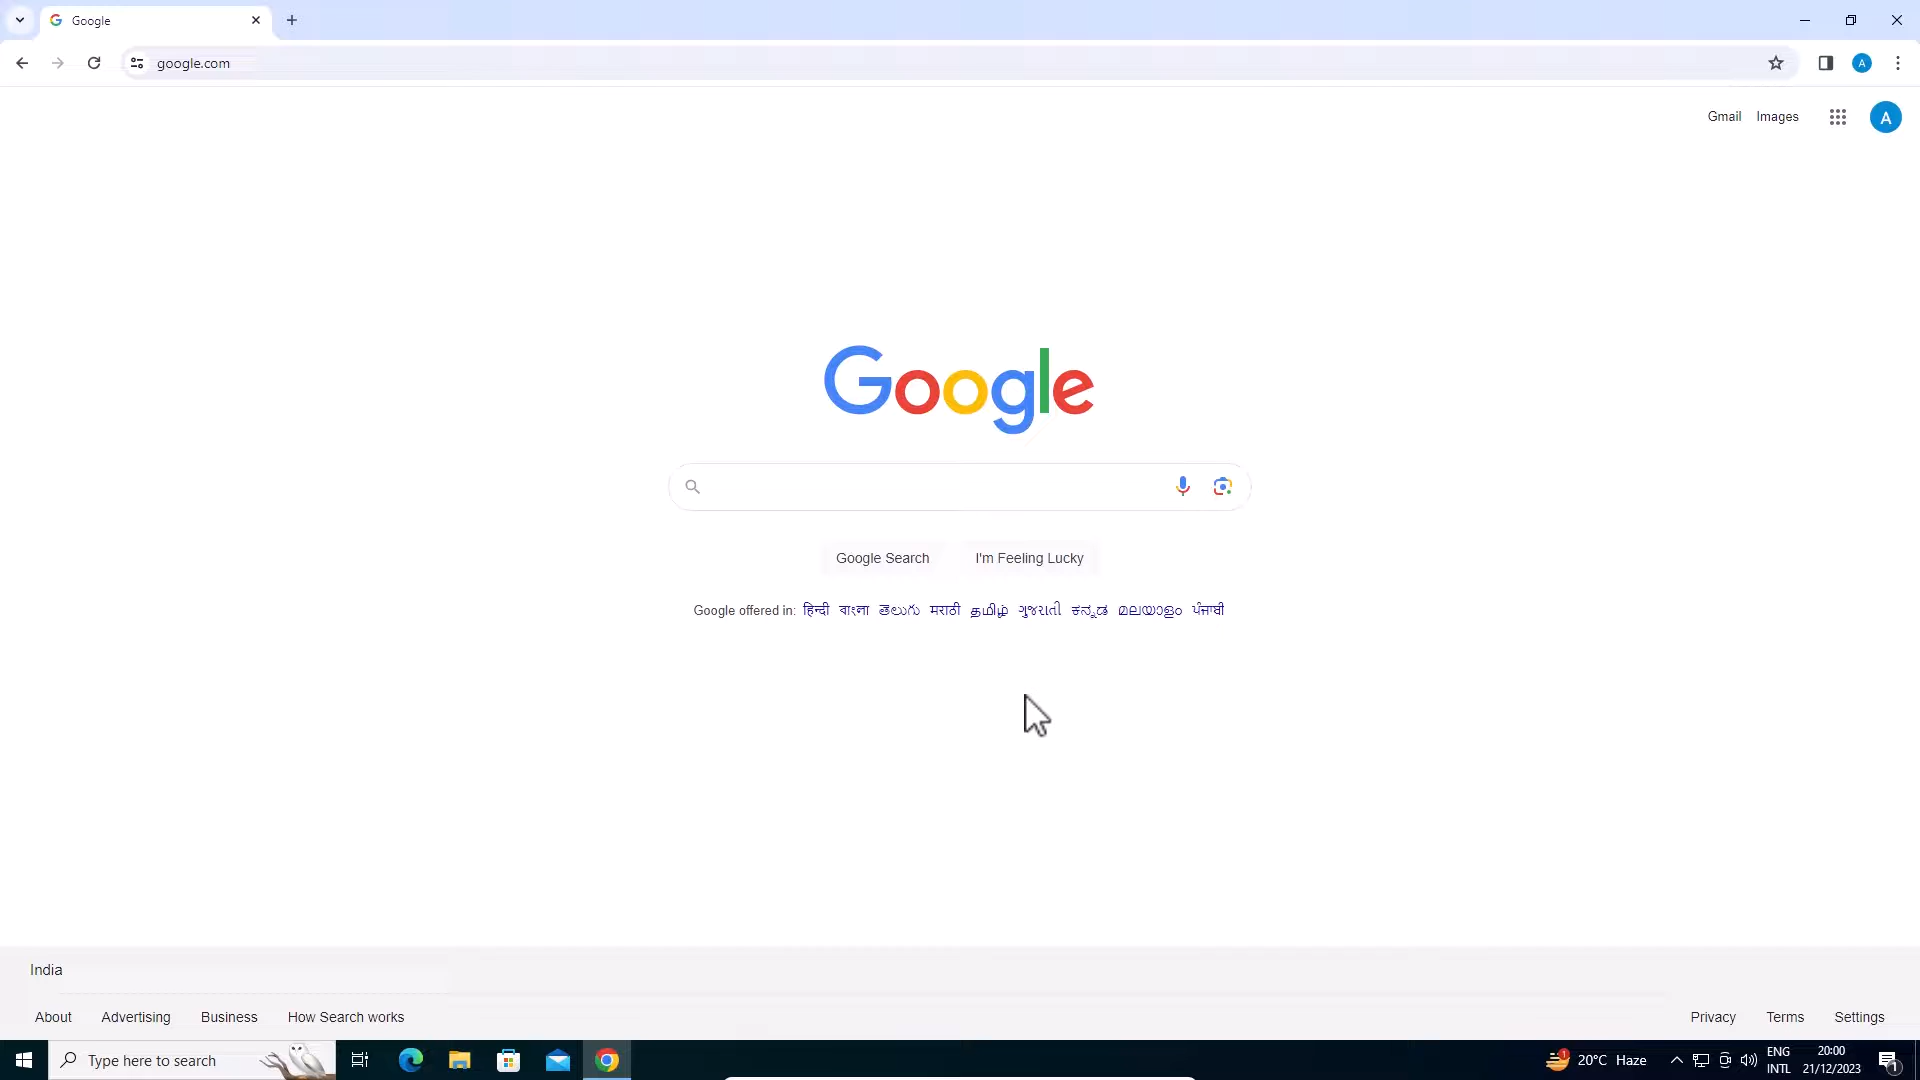 Google
google.com
Gmail Images
A
A
Google
Google Search I'm Feeling Lucky
Google offered in: हिन्दी বাংলা తెలుగు मराठी தமிழ் ગુજરાતી ಕನ್ನಡ മലയാളം ਪੰਜਾਬੀ
India
About Advertising Business How Search works Privacy Terms Settings
Type here to search 1 20°C Haze ENG INTL 20:00 21/12/2023 1